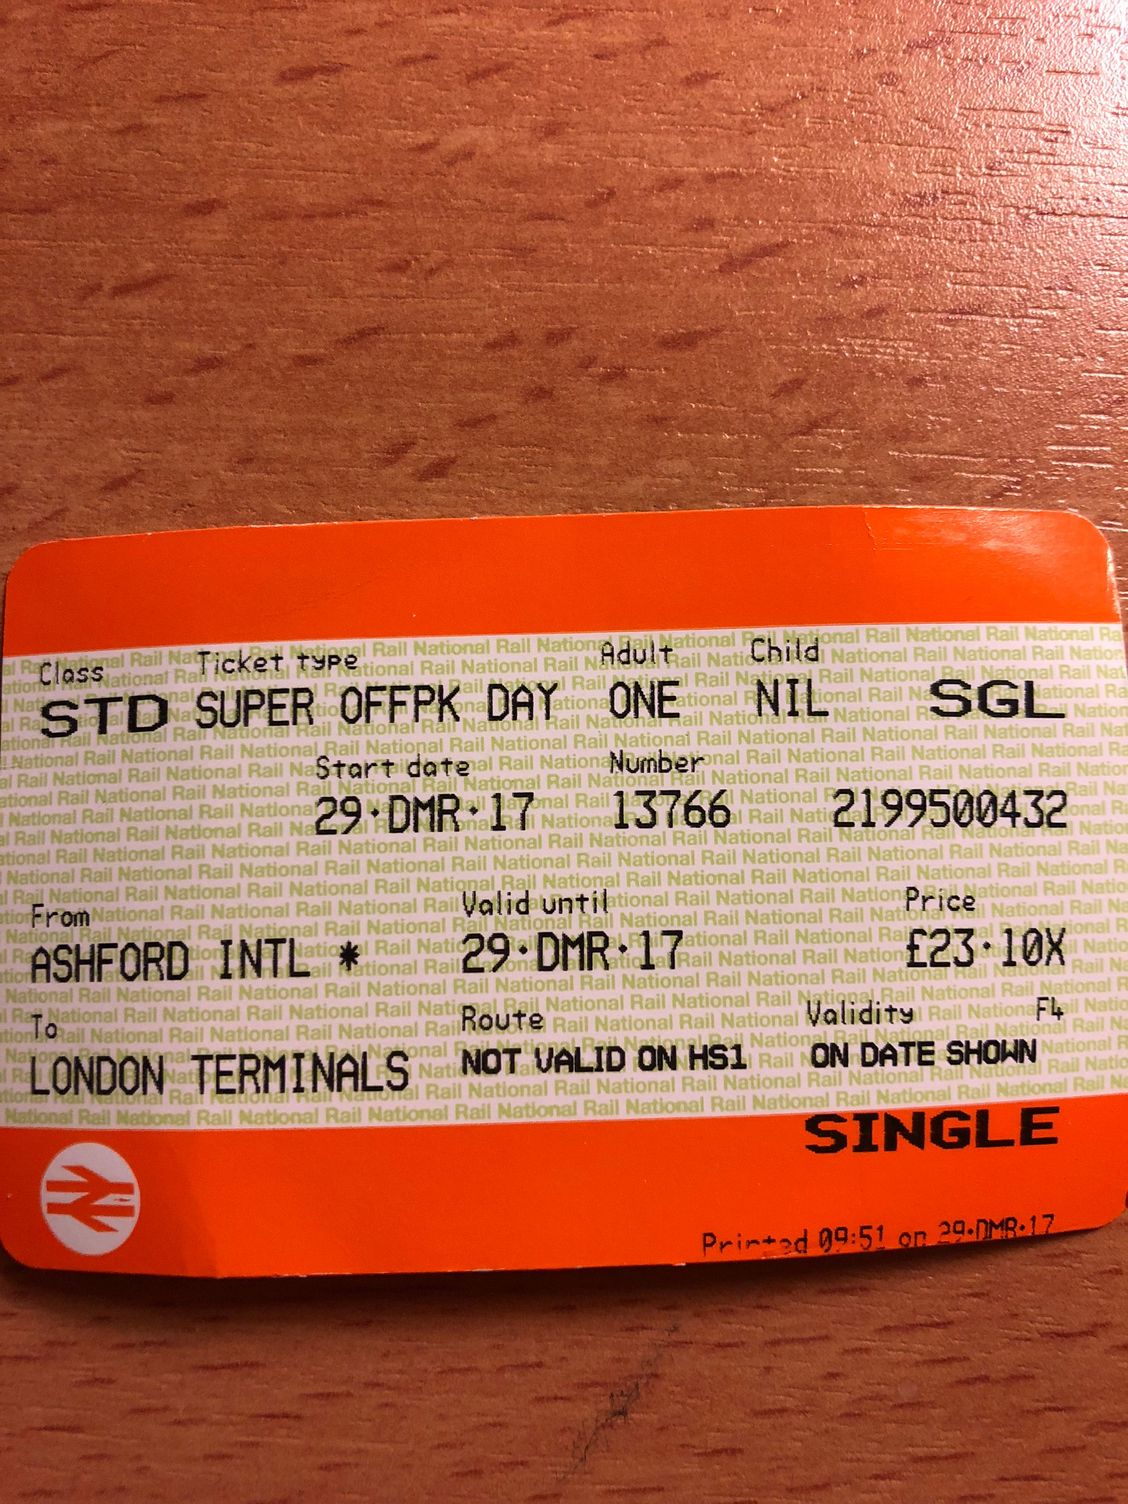 Class Ticket type Adult Child
STD SUPER OFFPK DAY ONE NIL SGL
Start date Number
29·DMR·17 13766 2199500432
From Valid until Price
ASHFORD INTL * 29·DMR·17 £23·10X
To Route Validity F4
LONDON TERMINALS NOT VALID ON HS1 ON DATE SHOWN
SINGLE
Printed 09:51 on 29·DMR·17